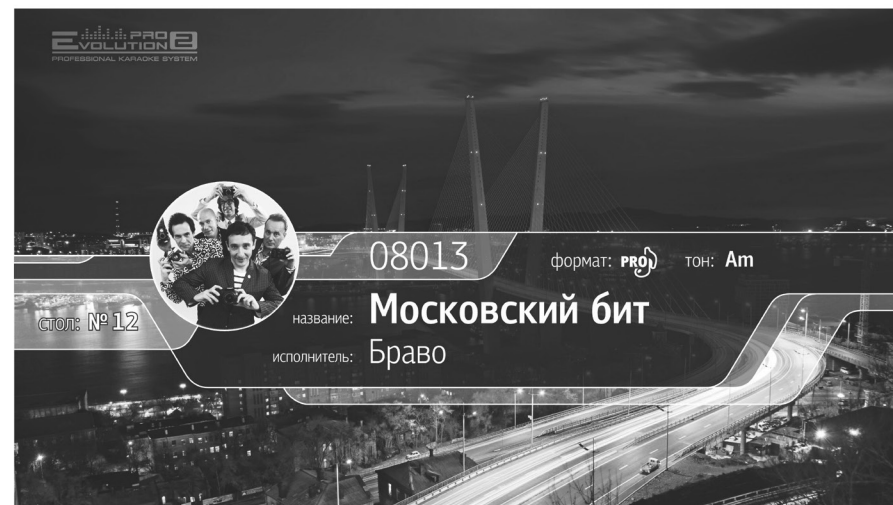 EVOLUTION PRO 2
PROFESSIONAL KARAOKE SYSTEM
08013
формат: PRO
тон: Am
стол: № 12
название: Московский бит
исполнитель: Браво